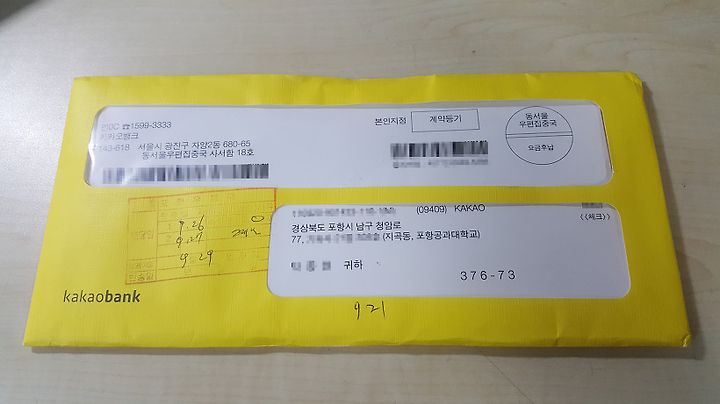 ☎1599-3333
카카오뱅크
143-618 서울시 광진구 자양2동 680-65
동서울우편집중국 사서함 18호
본인지정 계약등기
동서울
우편집중국
요금후납
(09409) KAKAO
<<체크>>
경상북도 포항시 남구 청암로
77, (지곡동, 포항공과대학교)
귀하
376-73
9.26
9.27
9.29
kakaobank
9 21